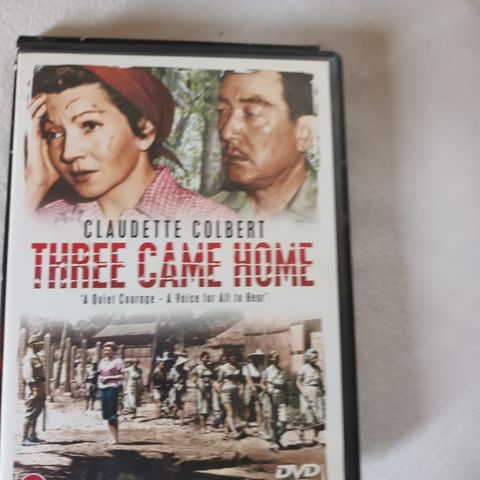 CLAUDETTE COLBERT
THREE CAME HOME
'A Quiet Courage - A Voice for All to Hear'
DVD